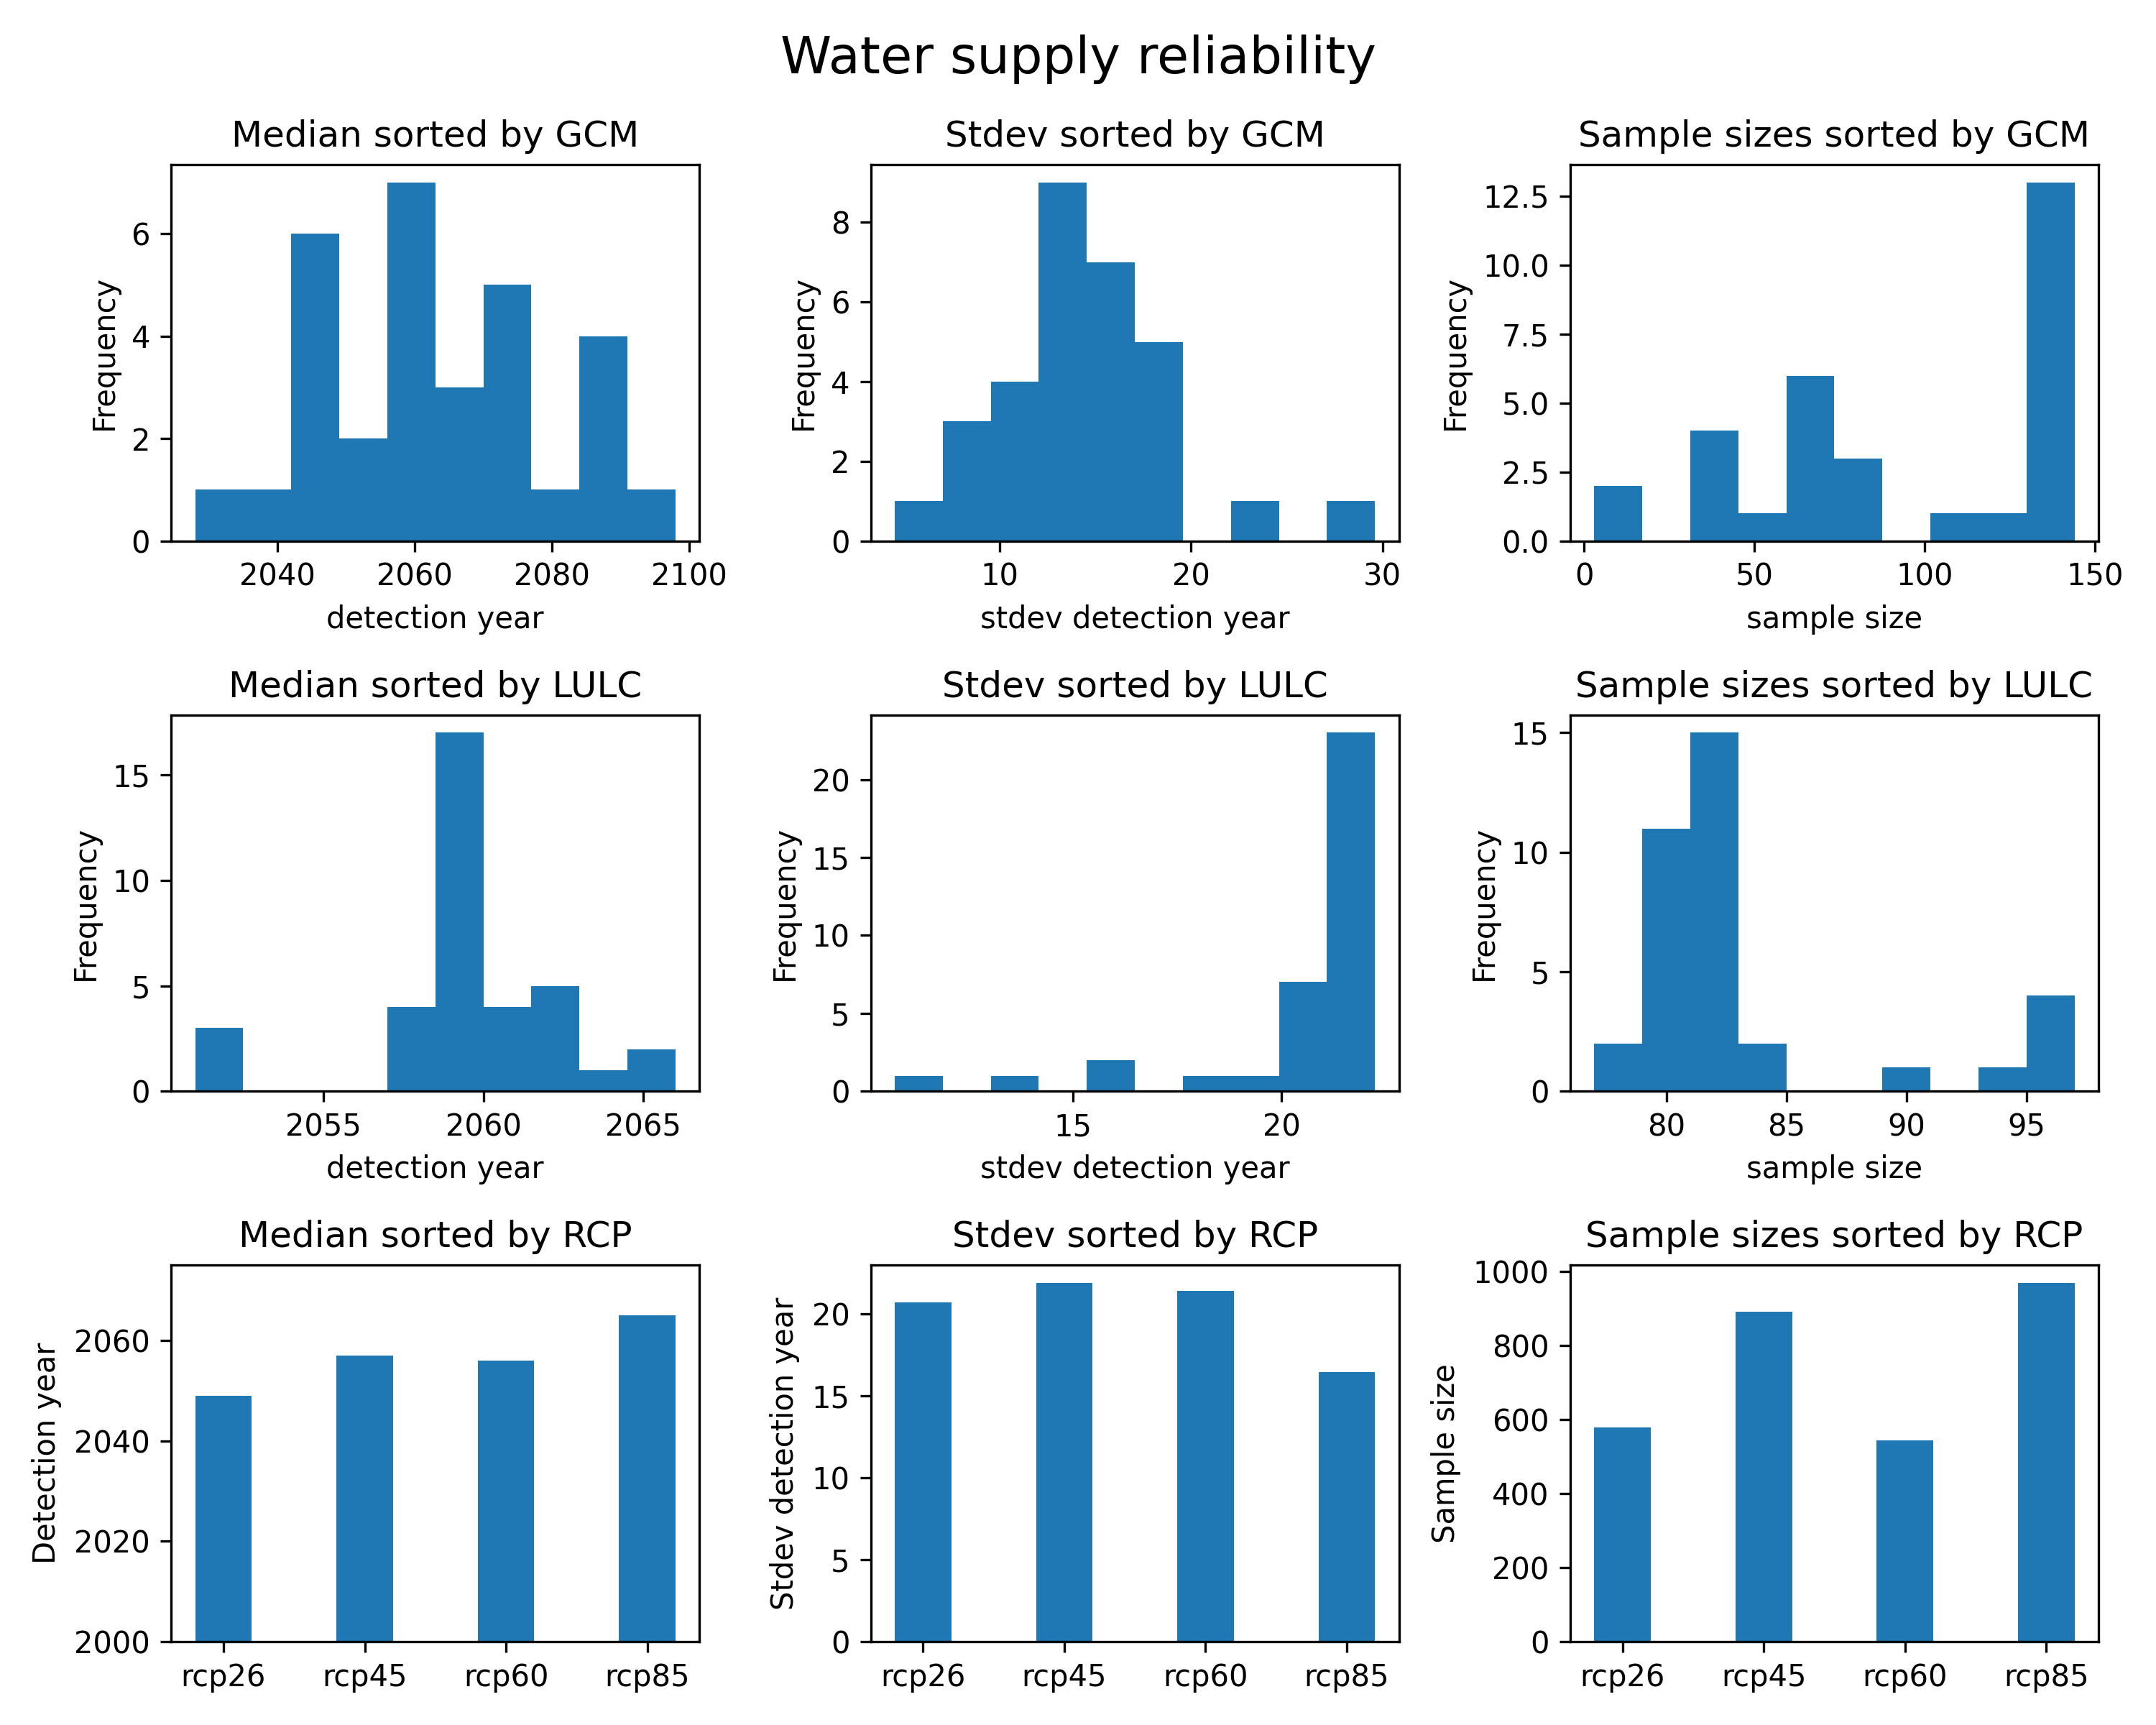 Water supply reliability
Median sorted by GCM
Stdev sorted by GCM
Sample sizes sorted by GCM
Frequency
0
2
4
6
2040
2060
2080
2100
detection year
Frequency
0
2
4
6
8
10
20
30
stdev detection year
Frequency
0.0
2.5
5.0
7.5
10.0
12.5
0
50
100
150
sample size
Median sorted by LULC
Stdev sorted by LULC
Sample sizes sorted by LULC
Frequency
0
5
10
15
2055
2060
2065
detection year
Frequency
0
5
10
15
20
15
20
stdev detection year
Frequency
0
5
10
15
80
85
90
95
sample size
Median sorted by RCP
Stdev sorted by RCP
Sample sizes sorted by RCP
Detection year
2000
2020
2040
2060
rcp26
rcp45
rcp60
rcp85
Stdev detection year
0
5
10
15
20
rcp26
rcp45
rcp60
rcp85
Sample size
0
200
400
600
800
1000
rcp26
rcp45
rcp60
rcp85